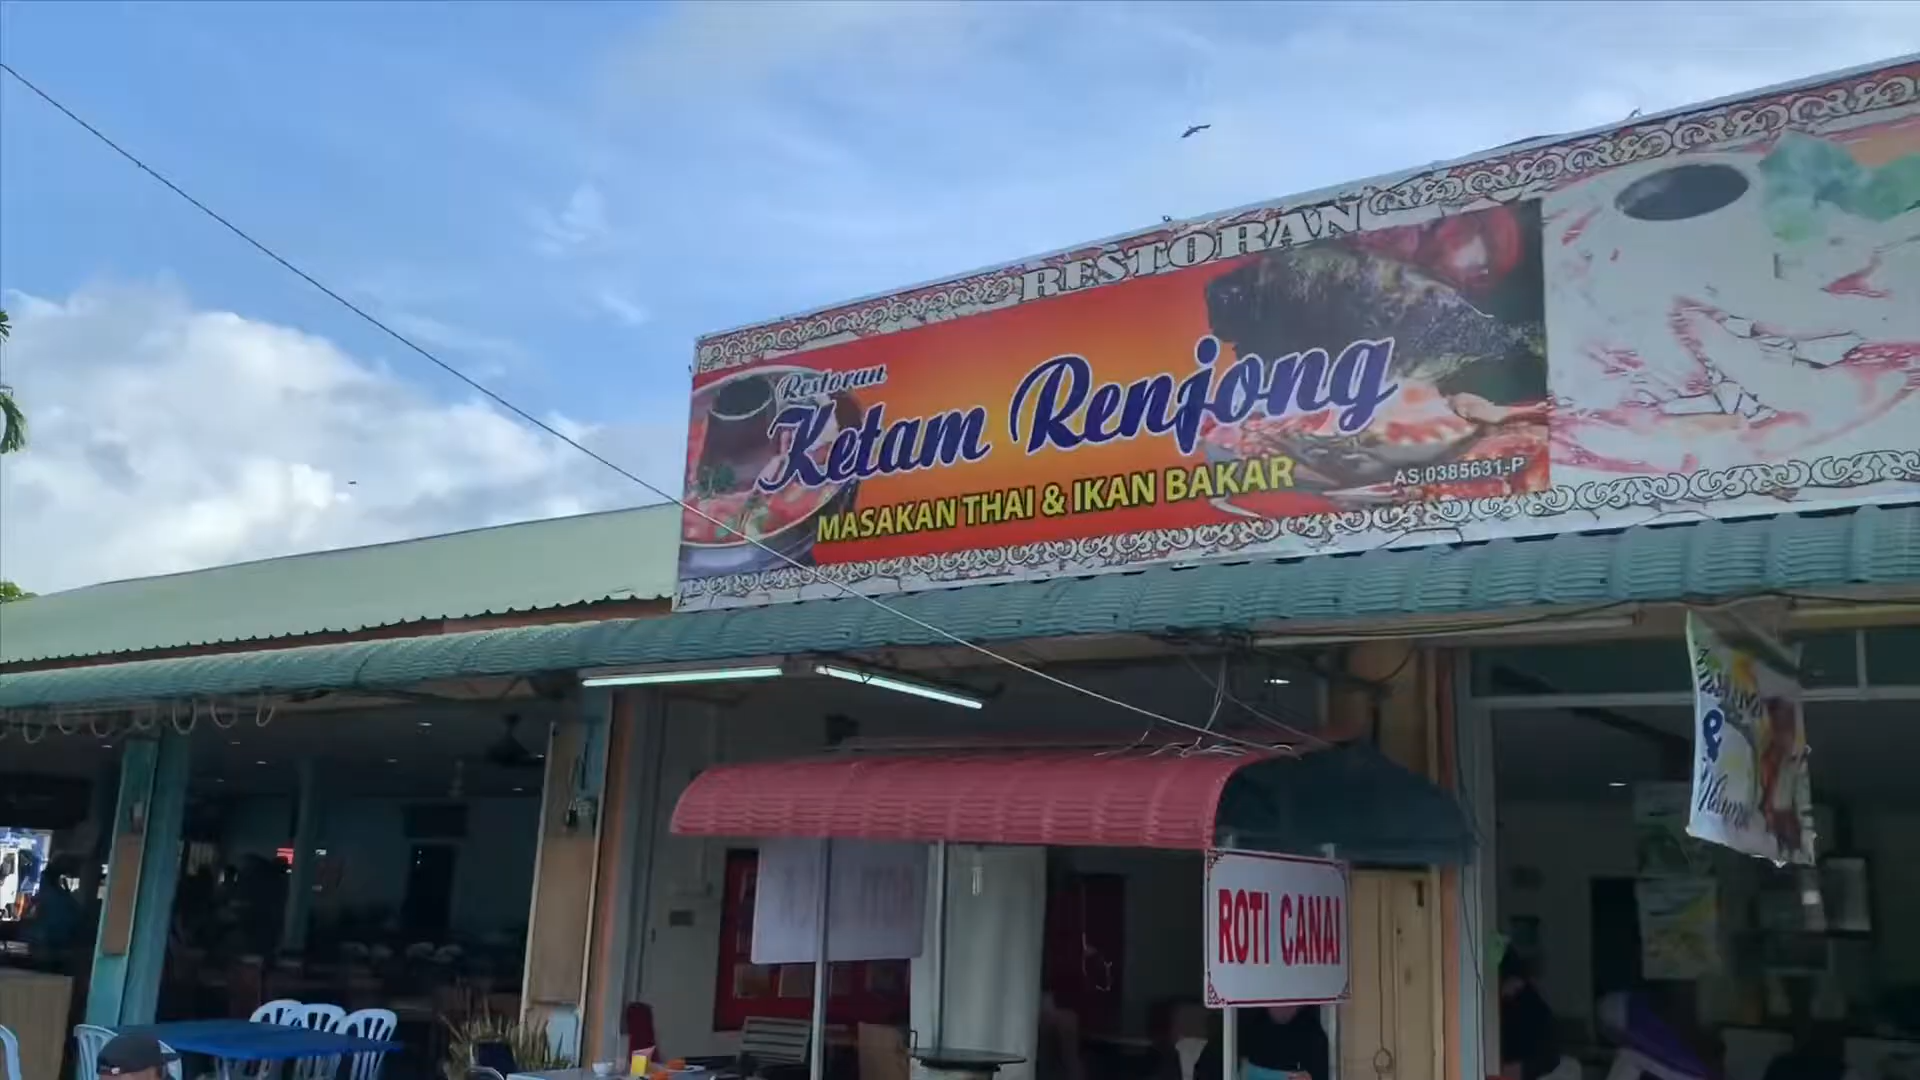 RESTORAN
Restoran
Ketam Renjong
MASAKAN THAI & IKAN BAKAR
AS 0385631-P
ROTI CANAI
&